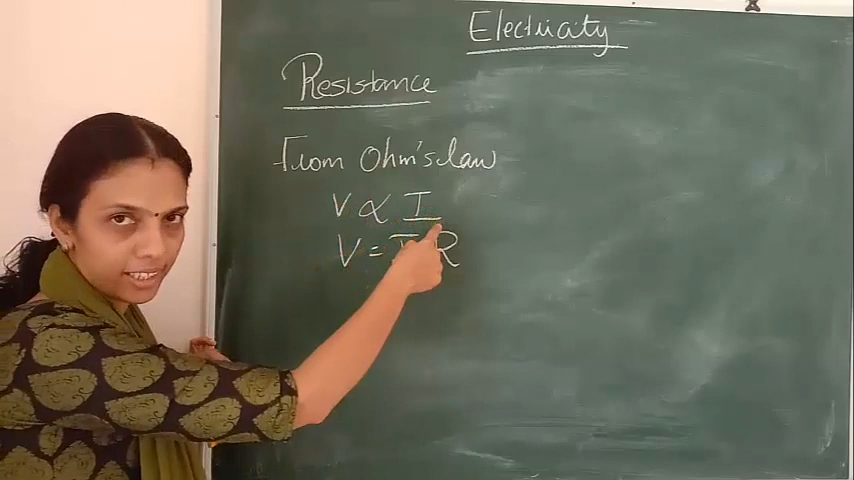 Electricity
Resistance
From Ohm's law
V ∝ I
V = I R